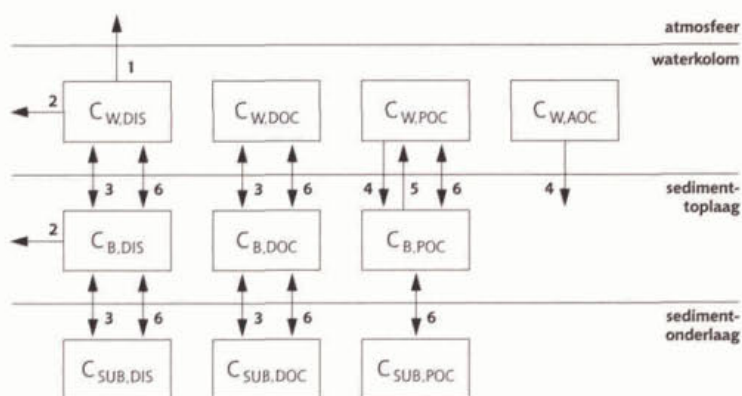 atmosfeer
waterkolom
1
2
C W,DIS
C W,DOC
C W,POC
C W,AOC
3 6 3 6 4 5 6 4
sediment-
toplaag
2
C B,DIS
C B,DOC
C B,POC
3 6 3 6 6
sediment-
onderlaag
C SUB,DIS
C SUB,DOC
C SUB,POC